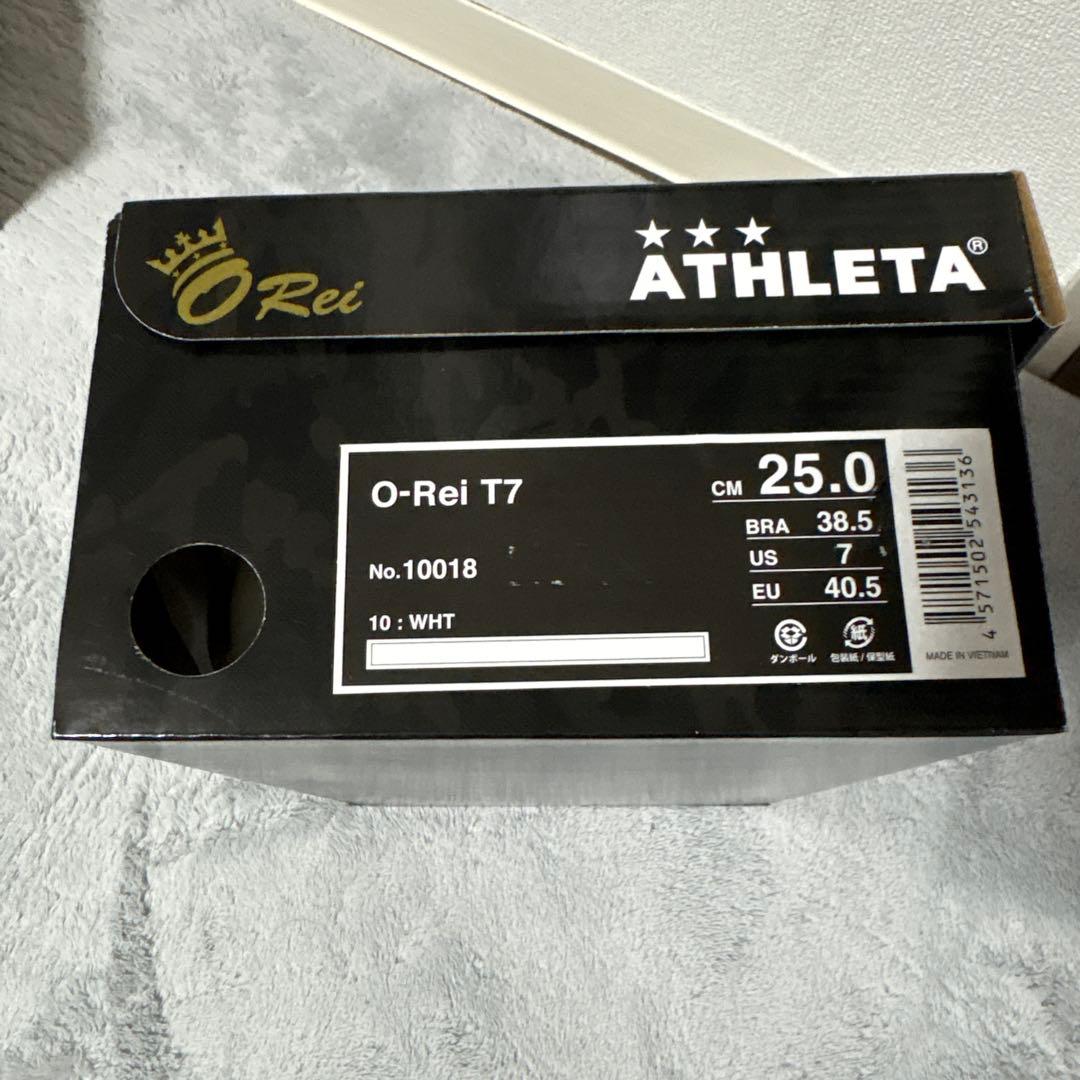 O Rei
★★★
ATHLETA®
O-Rei T7
No.10018
10 : WHT
CM 25.0
BRA 38.5
US 7
EU 40.5
ダンボール
紙
包装紙/保型紙
4 571502 543136
MADE IN VIETNAM